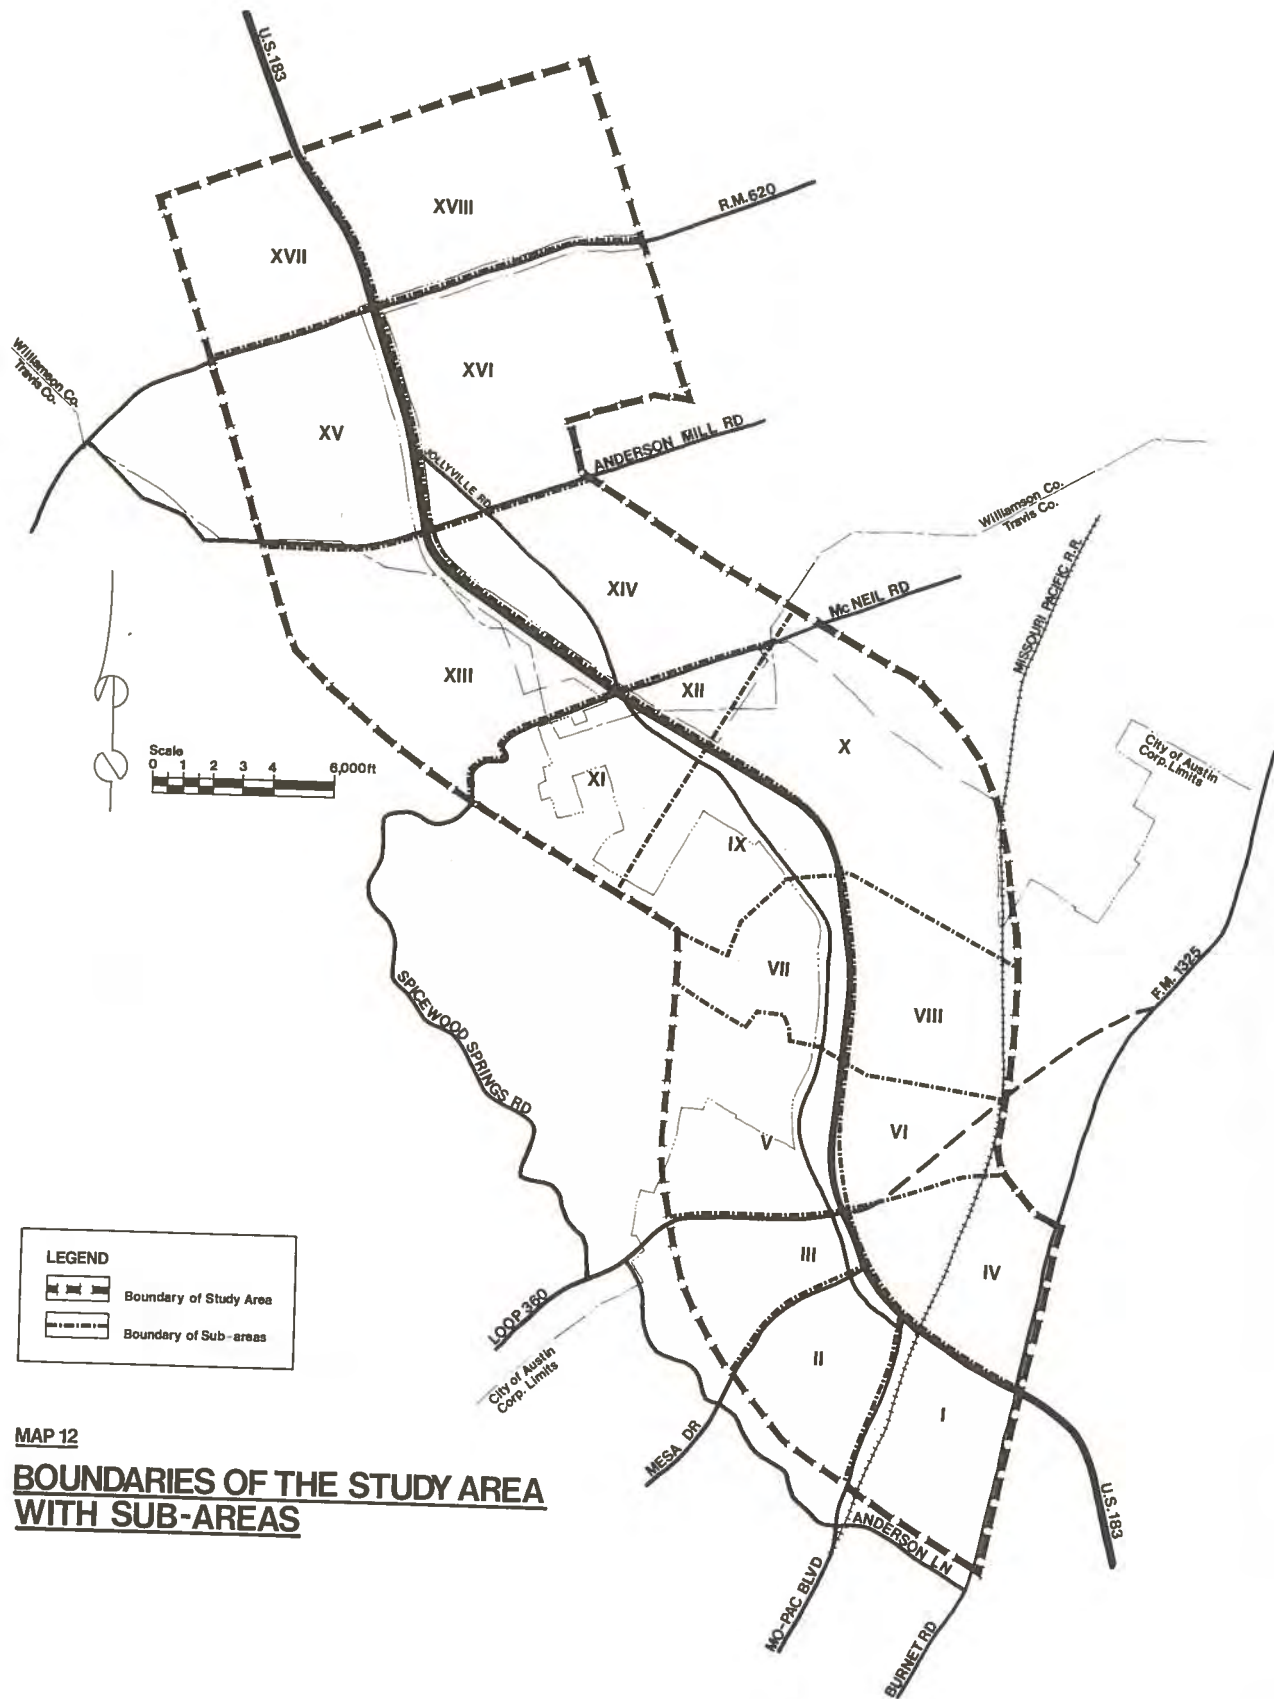 U.S.183
XVIII
R.M.620
XVII
Williamson Co.
Travis Co.
XVI
XV
ANDERSON MILL RD
JOLLYVILLE RD
Williamson Co.
Travis Co.
MISSOURI PACIFIC R.R.
XIV
McNEIL RD
XIII
XII
X
City of Austin
Corp. Limits
Scale
0 1 2 3 4 6,000ft
XI
IX
VII
F.M. 1325
SPICEWOOD SPRINGS RD
VIII
VI
V
LEGEND
Boundary of Study Area
Boundary of Sub-areas
III
IV
LOOP 360
City of Austin
Corp. Limits
II
I
MESA DR
U.S.183
MAP 12
BOUNDARIES OF THE STUDY AREA
WITH SUB-AREAS
ANDERSON LN
MO-PAC BLVD
BURNET RD